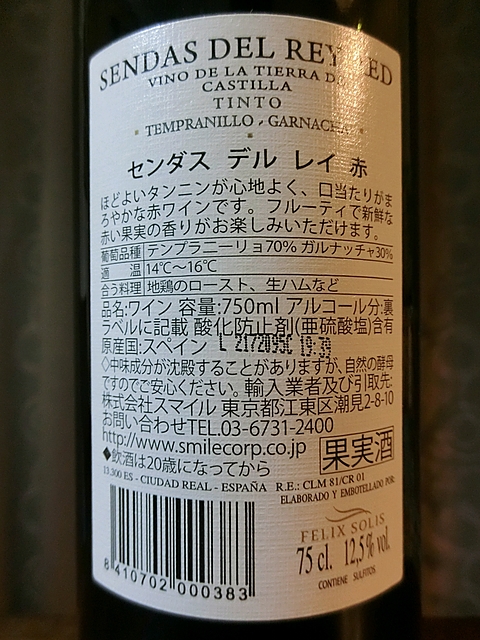 SENDAS DEL REY RED
VINO DE LA TIERRA DE
CASTILLA
TINTO
TEMPRANILLO - GARNACHA
センダス デル レイ 赤
ほどよいタンニンが心地よく、口当たりがま
ろやかな赤ワインです。フルーティで新鮮な
赤い果実の香りがお楽しみいただけます。
葡萄品種 テンプラニーリョ70% ガルナッチャ30%
適 温 14℃~16℃
合う料理 地鶏のロースト、生ハムなど
品名:ワイン 容量:750ml アルコール分:裏
ラベルに記載 酸化防止剤(亜硫酸塩)含有
原産国:スペイン L 2172095C 19:39
◇中味成分が沈殿することがありますが、自然の酵母
ですのでご安心ください。輸入業者及び引取先:
株式会社スマイル 東京都江東区潮見2-8-10
お問い合わせTEL.03-6731-2400
http://www.smilecorp.co.jp 果実酒
◆飲酒は20歳になってから
13.300 ES - CIUDAD REAL - ESPAÑA R.E.: CLM 81/CR 01
ELABORADO Y EMBOTELLADO POR:
FELIX SOLIS
75 cl. 12,5% vol.
CONTIENE SULFITOS
8 410702 000383